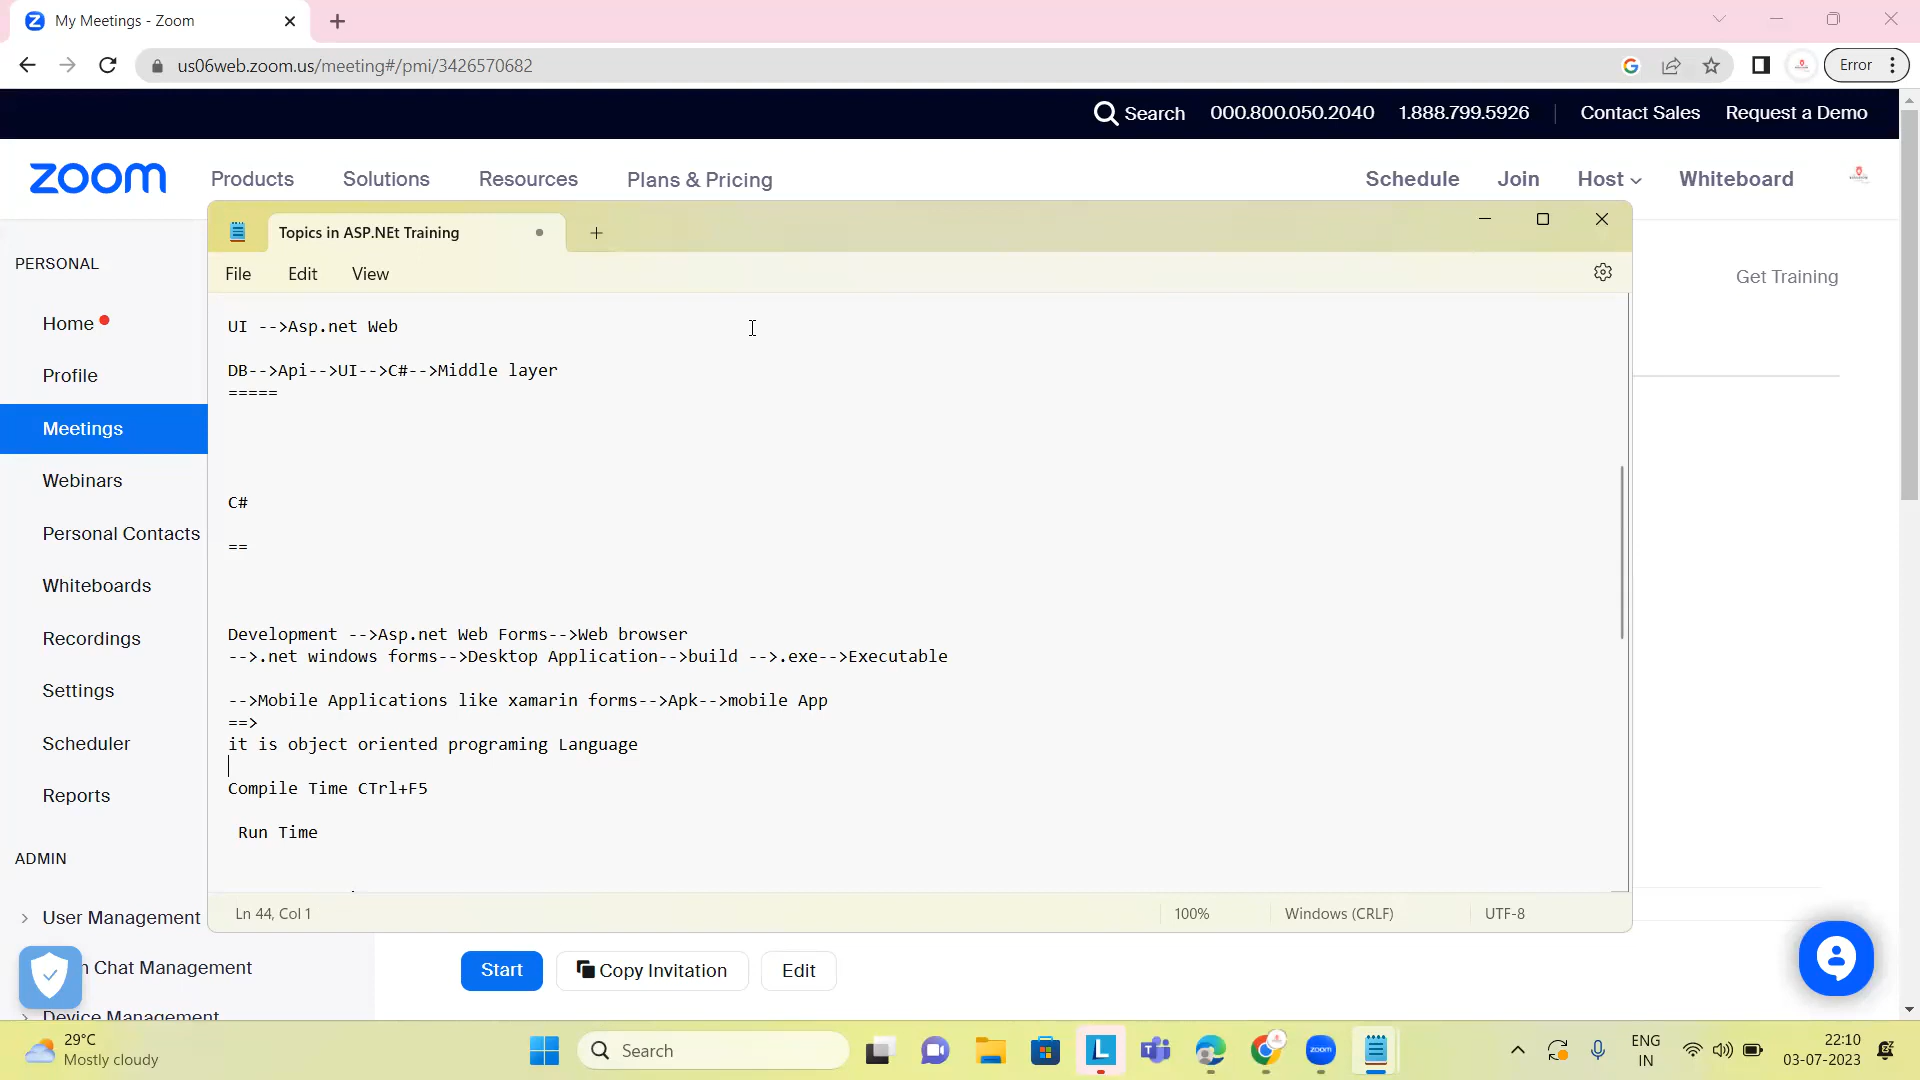 My Meetings - Zoom
us06web.zoom.us/meeting#/pmi/3426570682
Error
Search 000.800.050.2040 1.888.799.5926 Contact Sales Request a Demo
zoom Products Solutions Resources Plans & Pricing Schedule Join Host Whiteboard
Topics in ASP.NEt Training
File Edit View
Get Training
PERSONAL
Home
Profile
Meetings
Webinars
Personal Contacts
Whiteboards
Recordings
Settings
Scheduler
Reports
ADMIN
User Management
Chat Management
Device Management
UI -->Asp.net Web
DB-->Api-->UI-->C#-->Middle layer
=====
C#
==
Development -->Asp.net Web Forms-->Web browser
-->.net windows forms-->Desktop Application-->build -->.exe-->Executable
-->Mobile Applications like xamarin forms-->Apk-->mobile App
==>
it is object oriented programing Language
Compile Time CTrl+F5
Run Time
Ln 44, Col 1 100% Windows (CRLF) UTF-8
Start Copy Invitation Edit
29°C
Mostly cloudy
Search
zoom
ENG
IN
22:10
03-07-2023